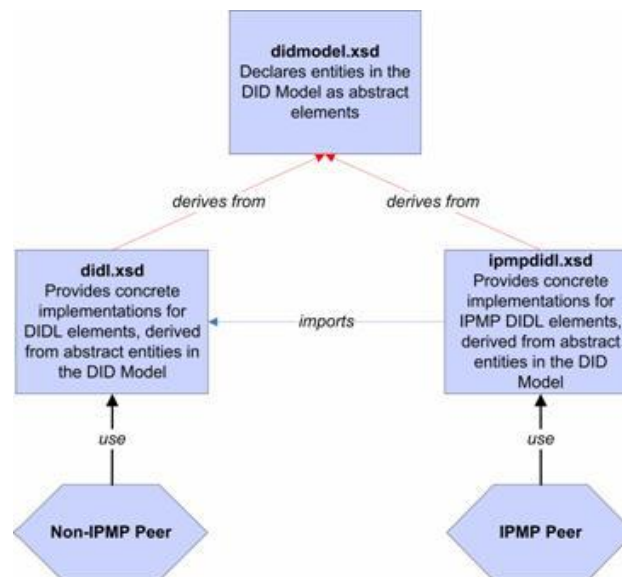 didmodel.xsd
Declares entities in the
DID Model as abstract
elements
derives from
derives from
didl.xsd
Provides concrete
implementations for
DIDL elements, derived
from abstract entities in
the DID Model
imports
ipmpdidl.xsd
Provides concrete
implementations for
IPMP DIDL elements,
derived from abstract
entities in the DID
Model
use
use
Non-IPMP Peer
IPMP Peer